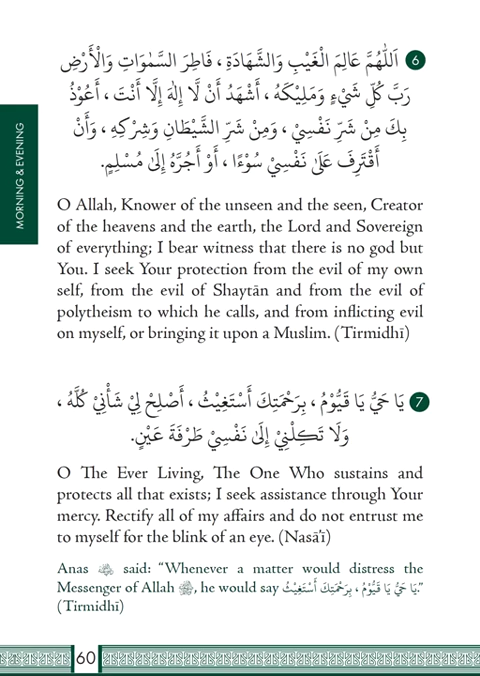 MORNING & EVENING
6 اَللّٰهُمَّ عَالِمَ الْغَيْبِ وَالشَّهَادَةِ ، فَاطِرَ السَّمٰوَاتِ وَالْأَرْضِ
رَبَّ كُلِّ شَيْءٍ وَمَلِيْكَهُ ، أَشْهَدُ أَنْ لَّا إِلٰهَ إِلَّا أَنْتَ ، أَعُوْذُ
بِكَ مِنْ شَرِّ نَفْسِيْ ، وَمِنْ شَرِّ الشَّيْطَانِ وَشِرْكِهِ ، وَأَنْ
أَقْتَرِفَ عَلَىٰ نَفْسِيْ سُوْءًا ، أَوْ أَجُرَّهُ إِلَىٰ مُسْلِمٍ.
O Allah, Knower of the unseen and the seen, Creator
of the heavens and the earth, the Lord and Sovereign
of everything; I bear witness that there is no god but
You. I seek Your protection from the evil of my own
self, from the evil of Shaytān and from the evil of
polytheism to which he calls, and from inflicting evil
on myself, or bringing it upon a Muslim. (Tirmidhī)
7 يَا حَيُّ يَا قَيُّوْمُ ، بِرَحْمَتِكَ أَسْتَغِيْثُ ، أَصْلِحْ لِيْ شَأْنِيْ كُلَّهُ ،
وَلَا تَكِلْنِيْ إِلَىٰ نَفْسِيْ طَرْفَةَ عَيْنٍ.
O The Ever Living, The One Who sustains and
protects all that exists; I seek assistance through Your
mercy. Rectify all of my affairs and do not entrust me
to myself for the blink of an eye. (Nasā'ī)
Anas said: “Whenever a matter would distress the
Messenger of Allah ﷺ, he would say يَا حَيُّ يَا قَيُّوْمُ ، بِرَحْمَتِكَ أَسْتَغِيْثُ.”
(Tirmidhī)
60